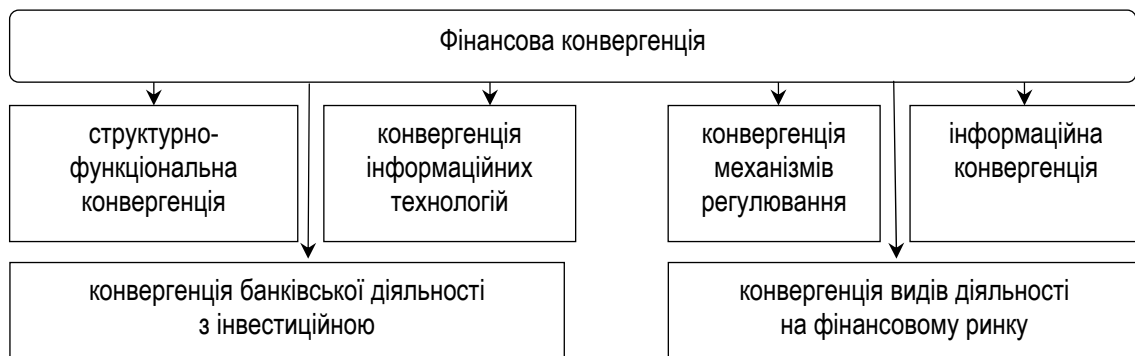 Фінансова конвергенція
структурно-
функціональна
конвергенція
конвергенція
інформаційних
технологій
конвергенція
механізмів
регулювання
інформаційна
конвергенція
конвергенція банківської діяльності
з інвестиційною
конвергенція видів діяльності
на фінансовому ринку